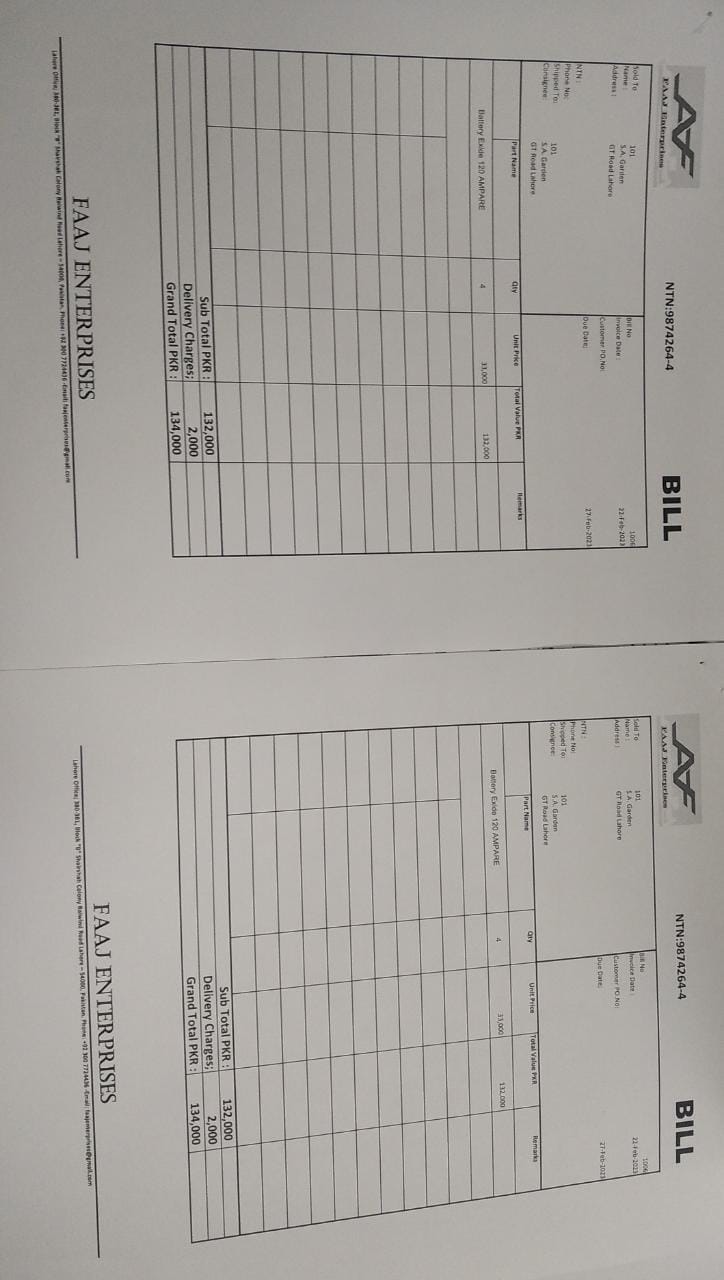 FAAJ Enterprises
NTN:9874264-4
BILL
Sold To 101
Name : S.A. Garden
Address : GT Road Lahore
Bill No 1006
Invoice Date : 22-Feb-2023
Customer PO.No:
Due Date; 27-Feb-2023
NTN :
Phone No:
Shipped To: 101
Consignee: S.A. Garden
GT Road Lahore
Part Name Qty Unit Price Total Value PKR Remarks
Battery Exide 120 AMPARE 4 33,000 132,000
Sub Total PKR : 132,000
Delivery Charges; 2,000
Grand Total PKR : 134,000
FAAJ ENTERPRISES
Lahore Office; 380-381, Block "B" Shairshah Colony Raiwind Road Lahore – 54000, Pakistan. Phone: +92 300 7724436 -Email: faajenterprises@gmail.com
FAAJ Enterprises
NTN:9874264-4
BILL
Sold To 101
Name : S.A. Garden
Address : GT Road Lahore
Bill No 1006
Invoice Date : 22-Feb-2023
Customer PO.No:
Due Date; 27-Feb-2023
NTN :
Phone No:
Shipped To: 101
Consignee: S.A. Garden
GT Road Lahore
Part Name Qty Unit Price Total Value PKR Remarks
Battery Exide 120 AMPARE 4 33,000 132,000
Sub Total PKR : 132,000
Delivery Charges; 2,000
Grand Total PKR : 134,000
FAAJ ENTERPRISES
Lahore Office; 380-381, Block "B" Shairshah Colony Raiwind Road Lahore – 54000, Pakistan. Phone: +92 300 7724436 -Email: faajenterprises@gmail.com